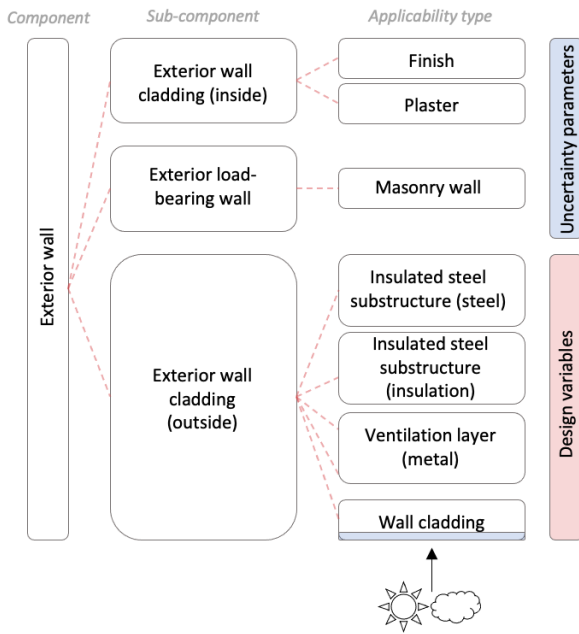 Component
Sub-component
Applicability type
Exterior wall
Exterior wall
cladding (inside)
Finish
Plaster
Exterior load-
bearing wall
Masonry wall
Uncertainty parameters
Exterior wall
cladding
(outside)
Insulated steel
substructure (steel)
Insulated steel
substructure
(insulation)
Ventilation layer
(metal)
Wall cladding
Design variables